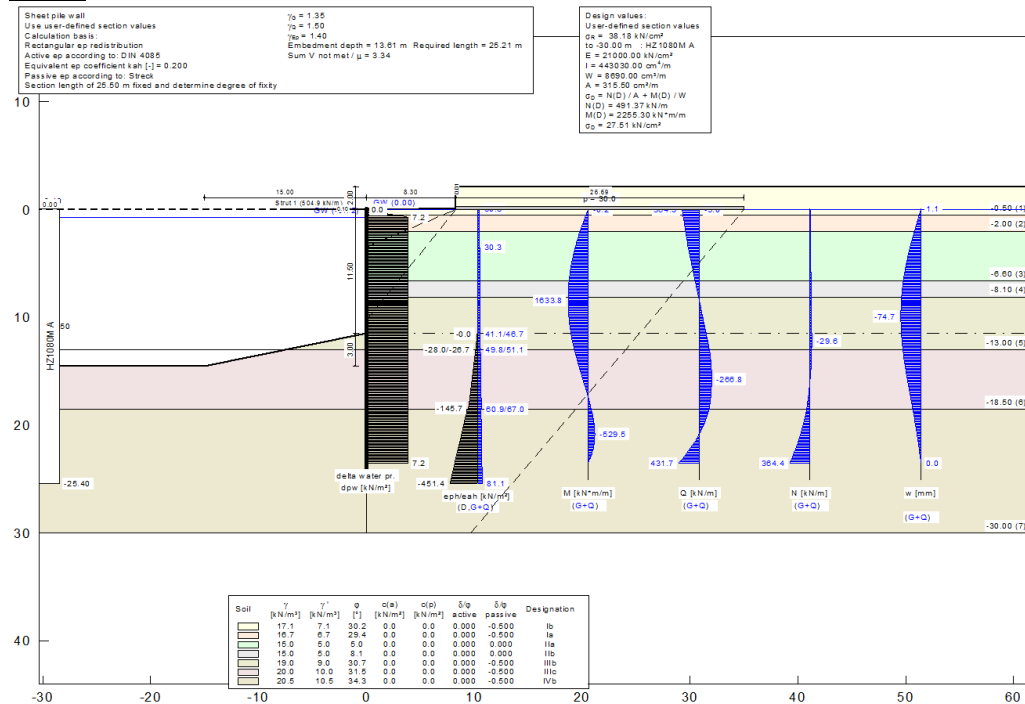 Sheet pile wall
Use user-defined section values
Calculation basis:
Rectangular ep redistribution
Active ep according to: DIN 4085
Equivalent ep coefficient kah [-] = 0.200
Passive ep according to: Streck
Section length of 25.50 m fixed and determine degree of fixity
γG = 1.35
γQ = 1.50
γEp = 1.40
Embedment depth = 13.61 m Required length = 25.21 m
Sum V not met / μ = 3.34
Design values:
User-defined section values
σR = 38.18 kN/cm²
to -30.00 m : HZ1080M A
E = 21000.00 kN/cm²
I = 443030.00 cm⁴/m
W = 8690.00 cm³/m
A = 315.50 cm²/m
σD = N(D) / A + M(D) / W
N(D) = 491.37 kN/m
M(D) = 2255.30 kN*m/m
σD = 27.51 kN/cm²
10
0
10
20
30
40
15.00
2.00
8.30
26.69
Strut 1 (504.9 kN/m)
GW (0.00)
p = 30.0
0.00
0.0
7.2
11.50
3.00
HZ1080M A
-25.40
7.2
delta water pr.
dpw [kN/m²]
30.3
-0.0
41.1/46.7
-28.0/-26.7
49.8/51.1
-145.7
60.9/67.0
-451.4
81.1
eph/eah [kN/m²]
(D,G+Q)
1633.8
-529.5
M [kN*m/m]
(G+Q)
-266.8
431.7
Q [kN/m]
(G+Q)
-29.6
364.4
N [kN/m]
(G+Q)
1.1
-74.7
0.0
w [mm]
(G+Q)
-0.50 (1)
-2.00 (2)
-6.60 (3)
-8.10 (4)
-13.00 (5)
-18.50 (6)
-30.00 (7)
Soil γ [kN/m³] γ' [kN/m³] φ [°] c(a) [kN/m²] c(p) [kN/m²] δ/φ active δ/φ passive Designation
17.1 7.1 30.2 0.0 0.0 0.000 -0.500 Ib
16.7 6.7 29.4 0.0 0.0 0.000 -0.500 Ia
15.0 5.0 5.0 0.0 0.0 0.000 0.000 IIa
15.0 5.0 8.1 0.0 0.0 0.000 0.000 IIb
19.0 9.0 30.7 0.0 0.0 0.000 -0.500 IIIb
20.0 10.0 31.5 0.0 0.0 0.000 -0.500 IIIc
20.5 10.5 34.3 0.0 0.0 0.000 -0.500 IVb
-30 -20 -10 0 10 20 30 40 50 60